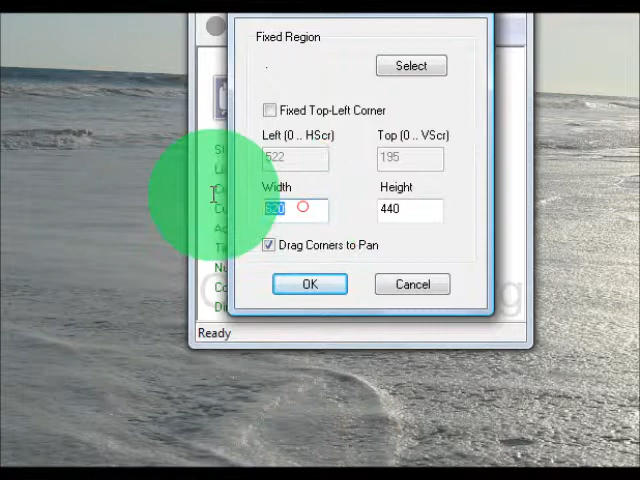 Fixed Region
Select
Fixed Top-Left Corner
Left (0 .. HScr)
Top (0 .. VScr)
522
195
Width
Height
620
440
Drag Corners to Pan
OK
Cancel
Ready